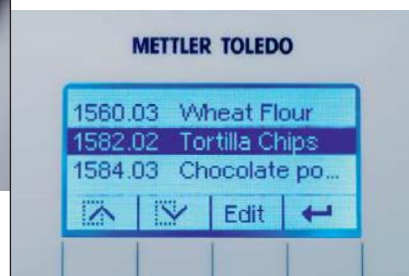 METTLER TOLEDO
1560.03 Wheat Flour
1582.02 Tortilla Chips
1584.03 Chocolate po...
Edit